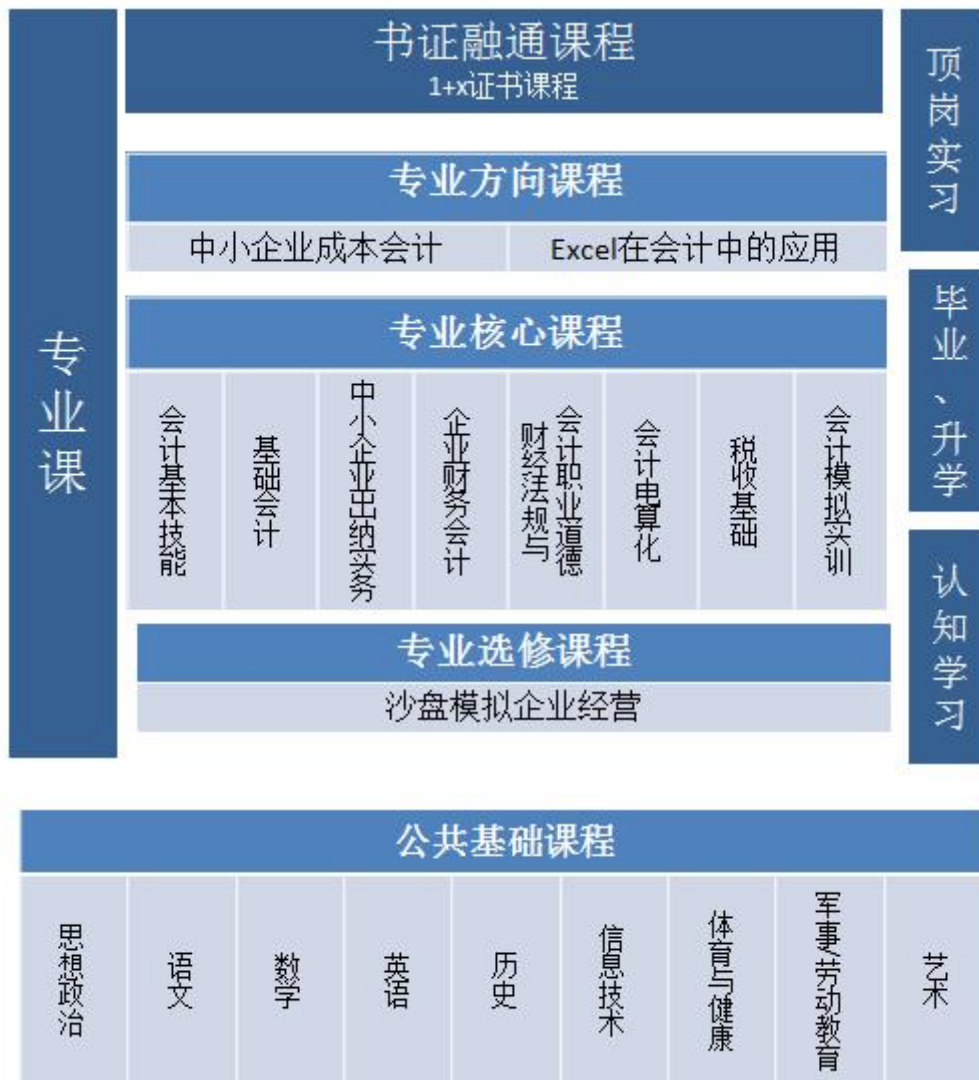 专业课
书证融通课程
1+x证书课程
专业方向课程
中小企业成本会计
Excel在会计中的应用
专业核心课程
会计基本技能
基础会计
中小企业出纳实务
企业财务会计
财经法规与
会计职业道德
会计电算化
税收基础
会计模拟实训
专业选修课程
沙盘模拟企业经营
顶岗实习
毕业、升学
认知学习
公共基础课程
思想政治
语文
数学
英语
历史
信息技术
体育与健康
军事/劳动教育
艺术